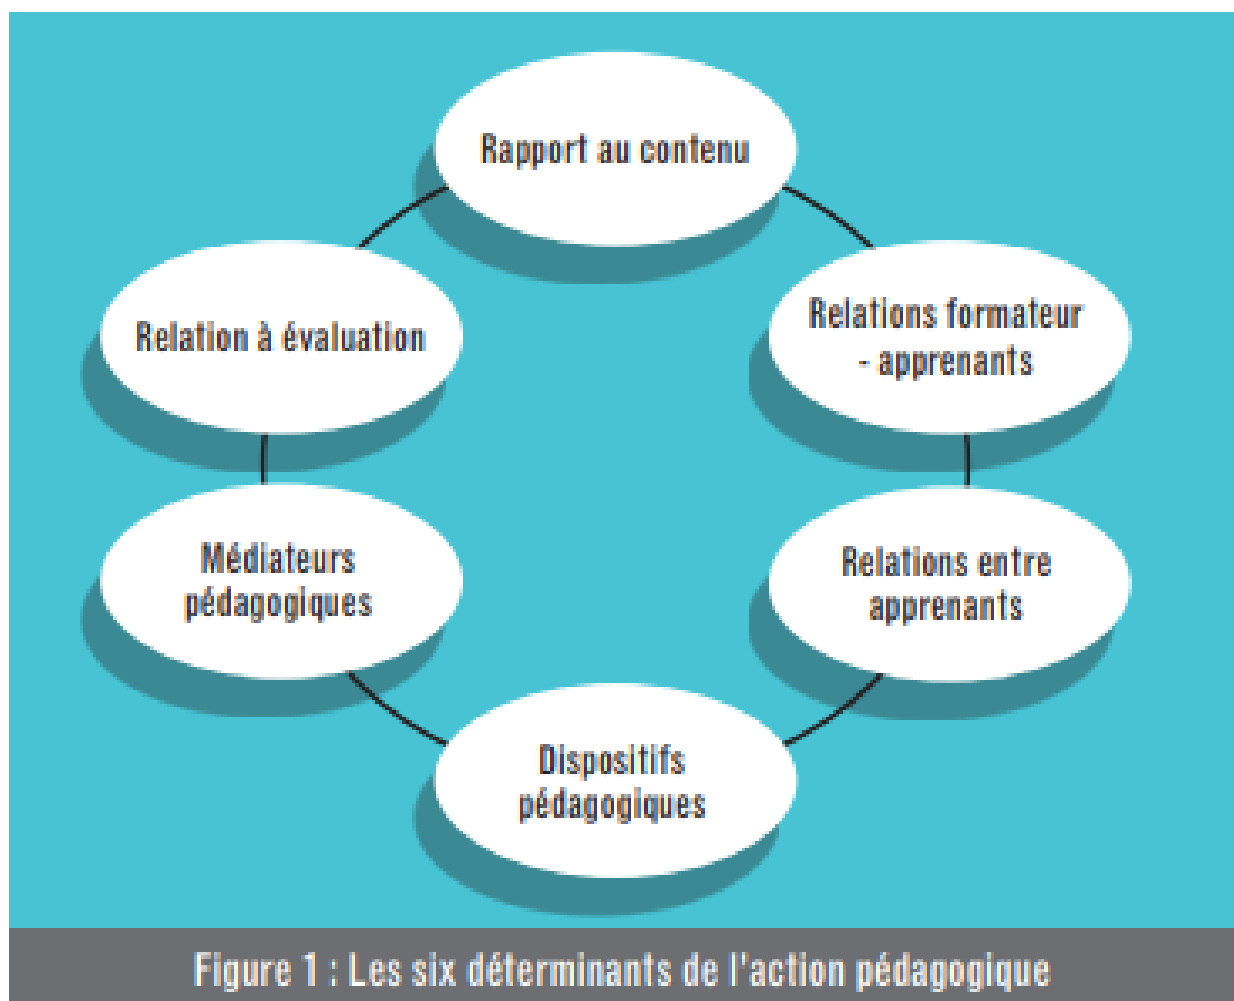 Rapport au contenu
Relations formateur
- apprenants
Relations entre
apprenants
Dispositifs
pédagogiques
Médiateurs
pédagogiques
Relation à évaluation
Figure 1 : Les six déterminants de l'action pédagogique